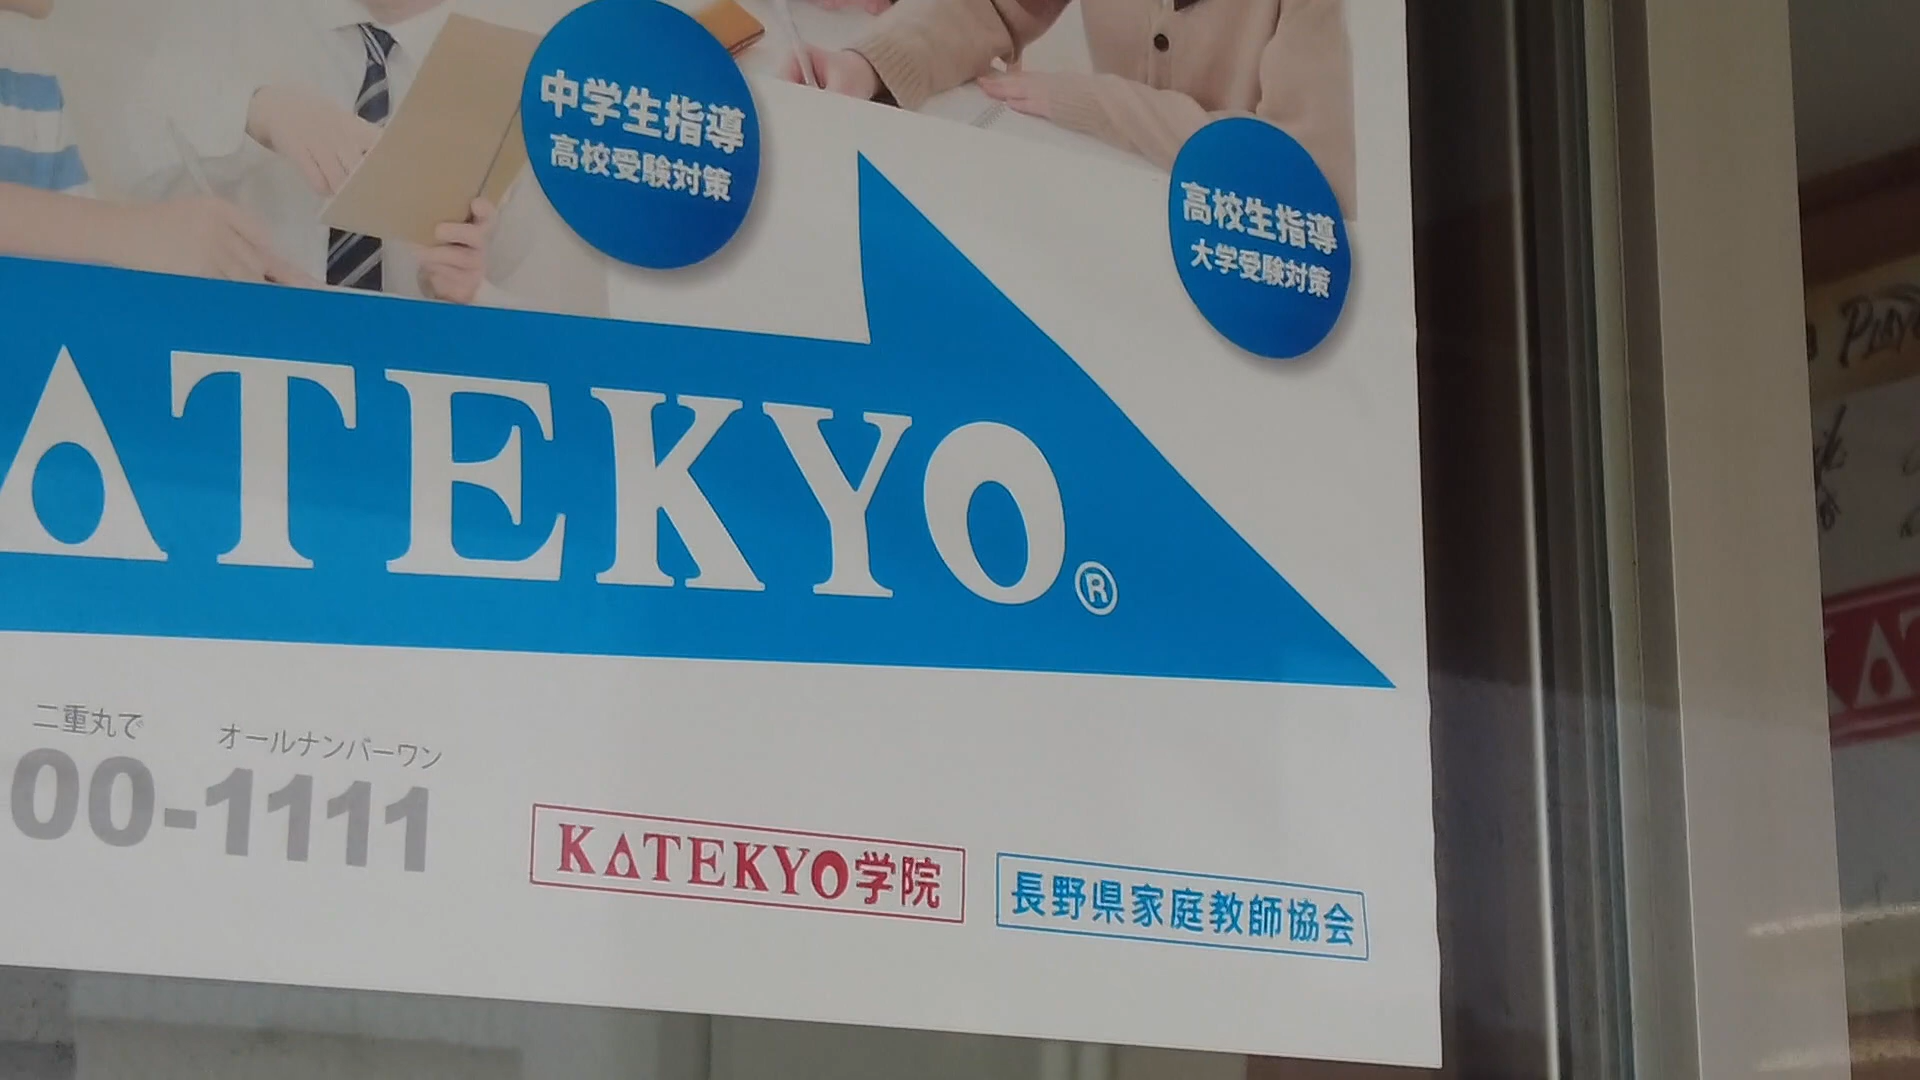 中学生指導
高校受験対策
高校生指導
大学受験対策
ATEKYO®
二重丸で オールナンバーワン
00-1111
KATEKYO学院
長野県家庭教師協会
KAT